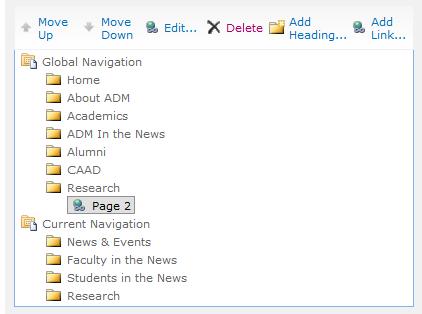 Move Up
Move Down
Edit...
Delete
Add Heading...
Add Link...
Global Navigation
Home
About ADM
Academics
ADM In the News
Alumni
CAAD
Research
Page 2
Current Navigation
News & Events
Faculty in the News
Students in the News
Research